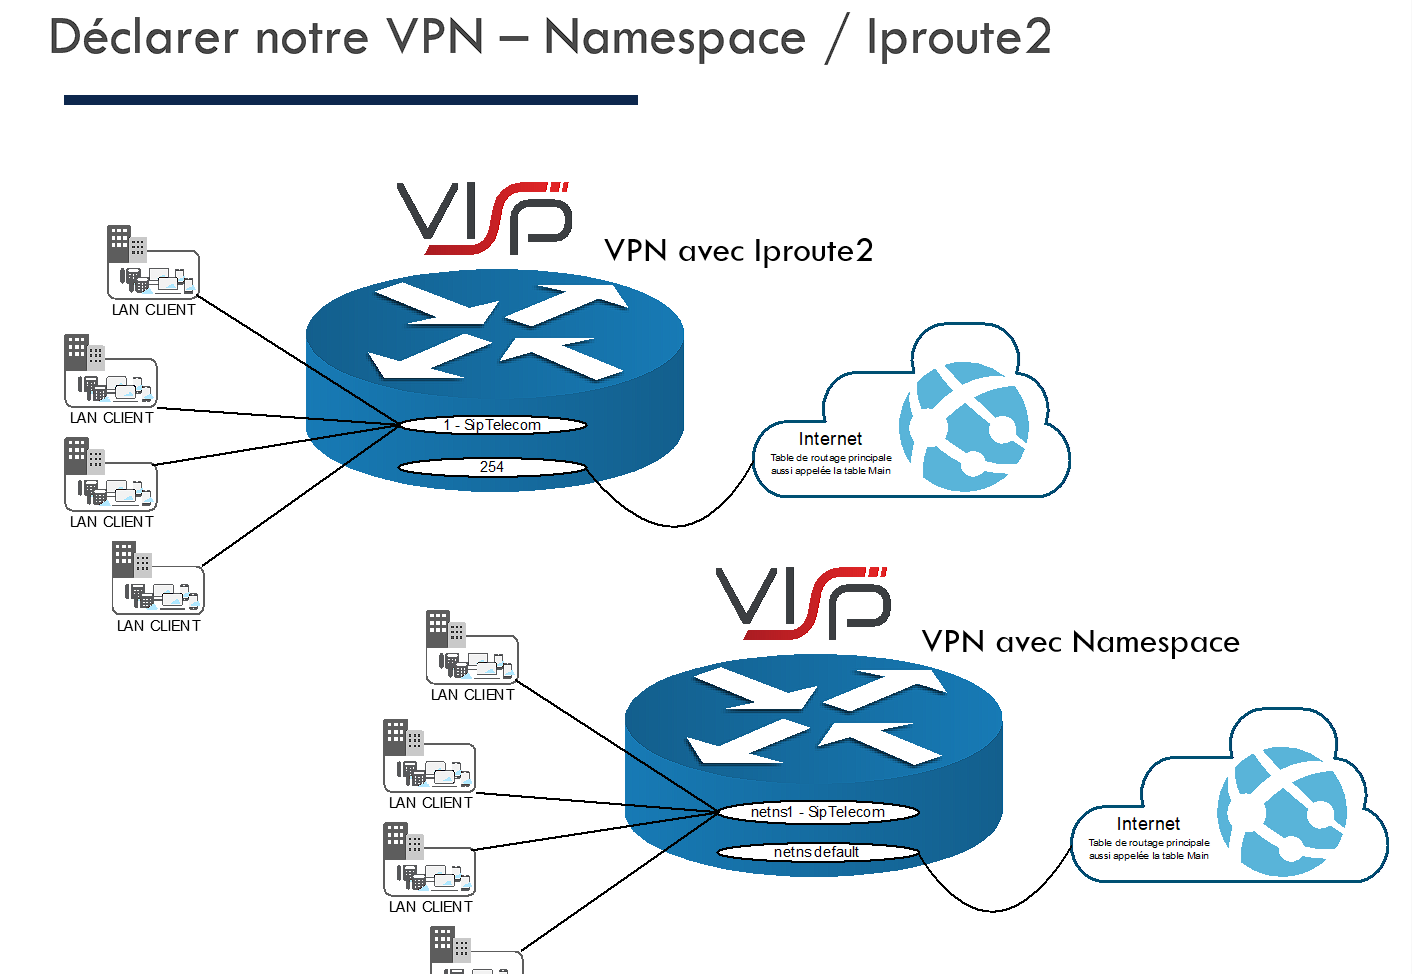 Déclarer notre VPN – Namespace / Iproute2
VISP
VPN avec Iproute2
LAN CLIENT
LAN CLIENT
LAN CLIENT
LAN CLIENT
1 - SipTelecom
254
Internet
Table de routage principale
aussi appelée la table Main
VISP
VPN avec Namespace
LAN CLIENT
LAN CLIENT
LAN CLIENT
netns1 - SipTelecom
netns default
Internet
Table de routage principale
aussi appelée la table Main